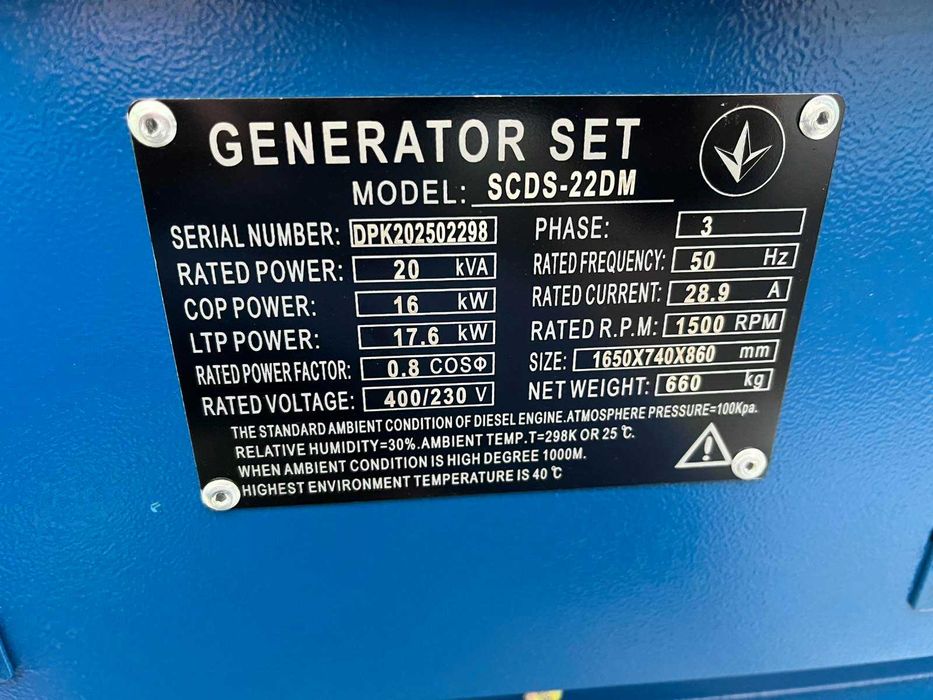 GENERATOR SET
MODEL: SCDS-22DM
SERIAL NUMBER: DPK202502298
RATED POWER: 20 kVA
COP POWER: 16 kW
LTP POWER: 17.6 kW
RATED POWER FACTOR: 0.8 COSΦ
RATED VOLTAGE: 400/230 V
PHASE: 3
RATED FREQUENCY: 50 Hz
RATED CURRENT: 28.9 A
RATED R.P.M: 1500 RPM
SIZE: 1650X740X860 mm
NET WEIGHT: 660 kg
THE STANDARD AMBIENT CONDITION OF DIESEL ENGINE.ATMOSPHERE PRESSURE=100Kpa.
RELATIVE HUMIDITY=30%.AMBIENT TEMP.T=298K OR 25 ℃.
WHEN AMBIENT CONDITION IS HIGH DEGREE 1000M.
HIGHEST ENVIRONMENT TEMPERATURE IS 40 ℃